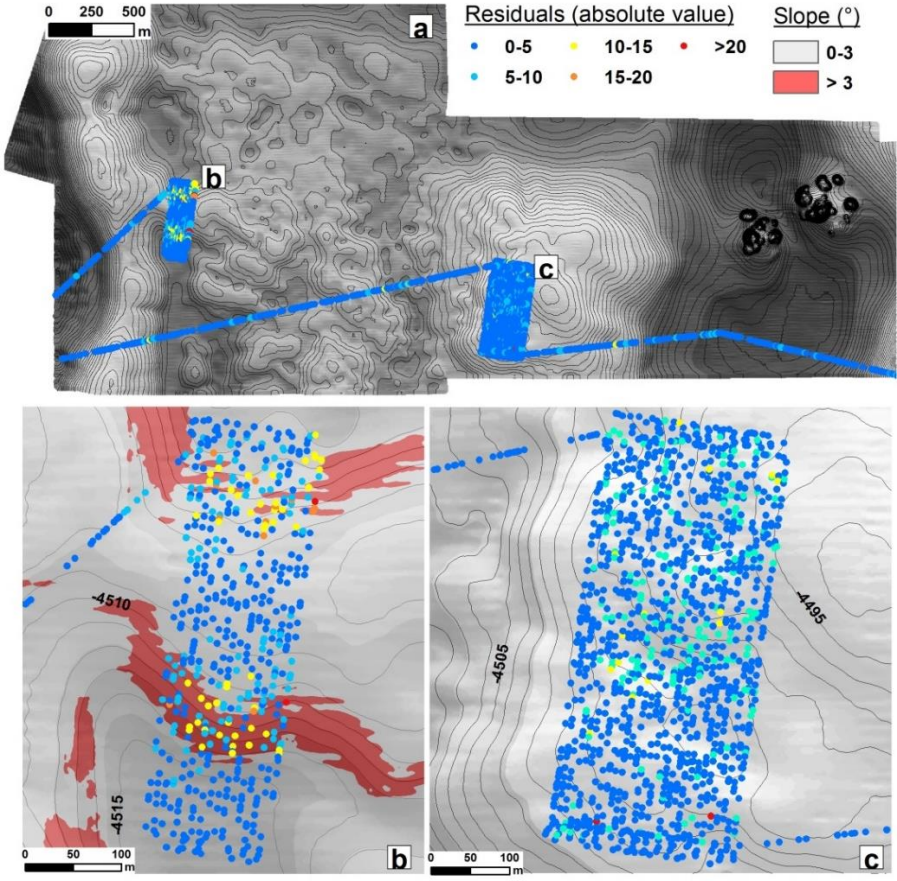 0 250 500
m
a
Residuals (absolute value)
0-5
10-15
>20
5-10
15-20
Slope (°)
0-3
> 3
b
c
-4510
-4515
0 50 100
m
b
-4505
-4495
0 50 100
m
c